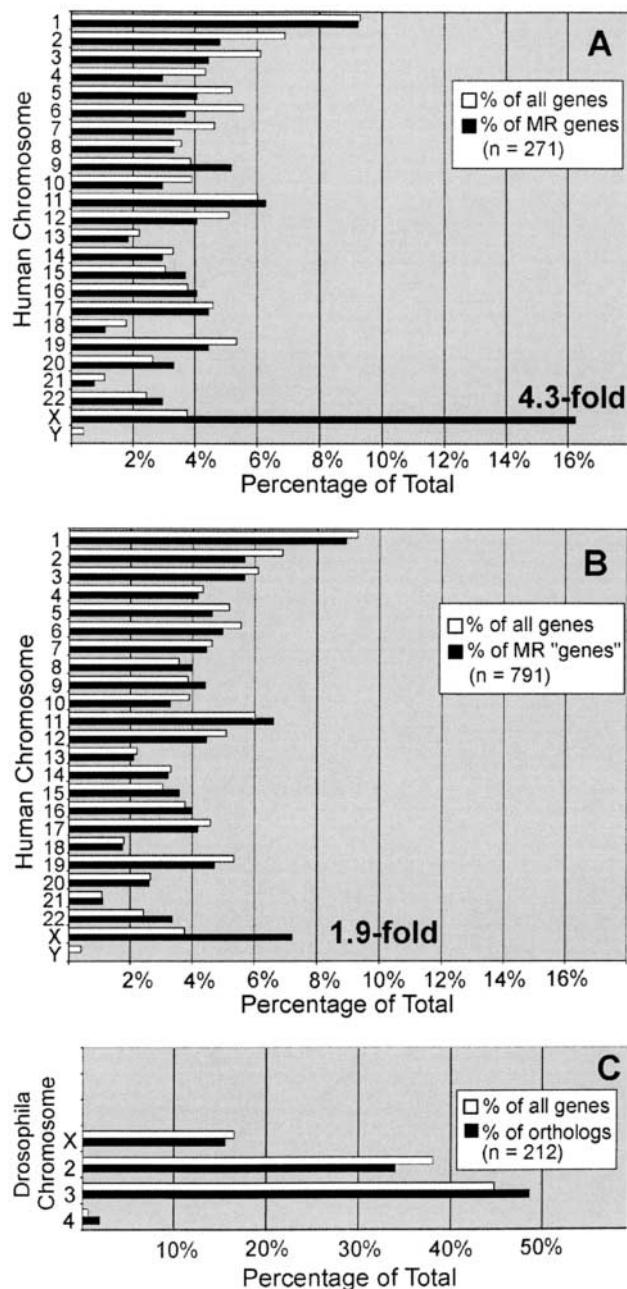 A
Human Chromosome
1
2
3
4
5
6
7
8
9
10
11
12
13
14
15
16
17
18
19
20
21
22
X
Y
% of all genes
% of MR genes
(n = 271)
4.3-fold
2% 4% 6% 8% 10% 12% 14% 16%
Percentage of Total
B
Human Chromosome
1
2
3
4
5
6
7
8
9
10
11
12
13
14
15
16
17
18
19
20
21
22
X
Y
% of all genes
% of MR "genes"
(n = 791)
1.9-fold
2% 4% 6% 8% 10% 12% 14% 16%
Percentage of Total
C
Drosophila
Chromosome
X
2
3
4
% of all genes
% of orthologs
(n = 212)
10% 20% 30% 40% 50%
Percentage of Total